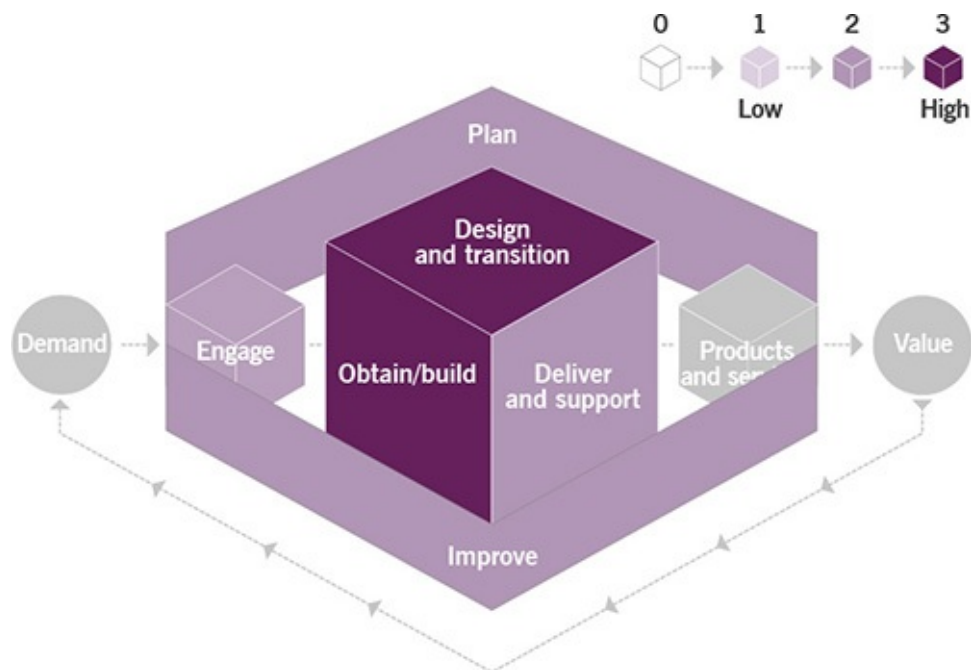 0 1 2 3
Low High
Plan
Design
and transition
Demand
Engage
Obtain/build
Deliver
and support
Products
and
Value
Improve